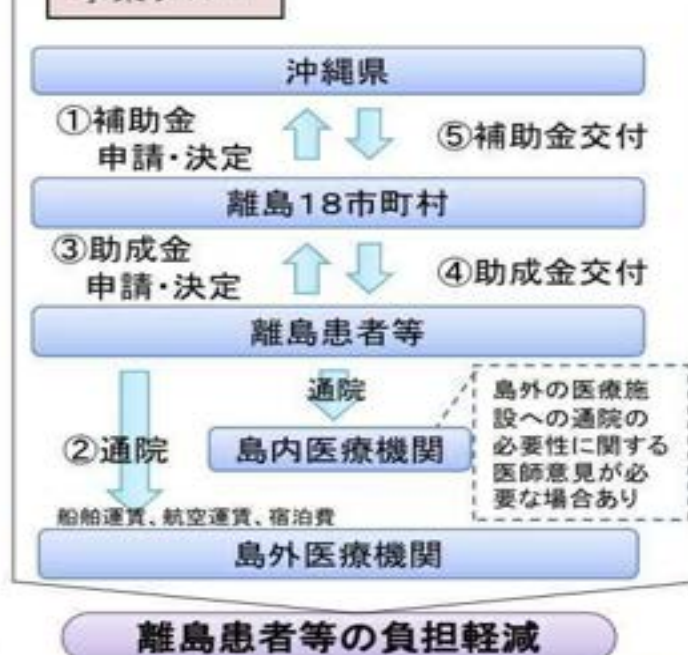 沖縄県
①補助金
申請・決定
⑤補助金交付
離島18市町村
③助成金
申請・決定
④助成金交付
離島患者等
通院
②通院
島内医療機関
島外の医療施
設への通院の
必要性に関する
医師意見が必
要な場合あり
船舶運賃、航空運賃、宿泊費
島外医療機関
離島患者等の負担軽減